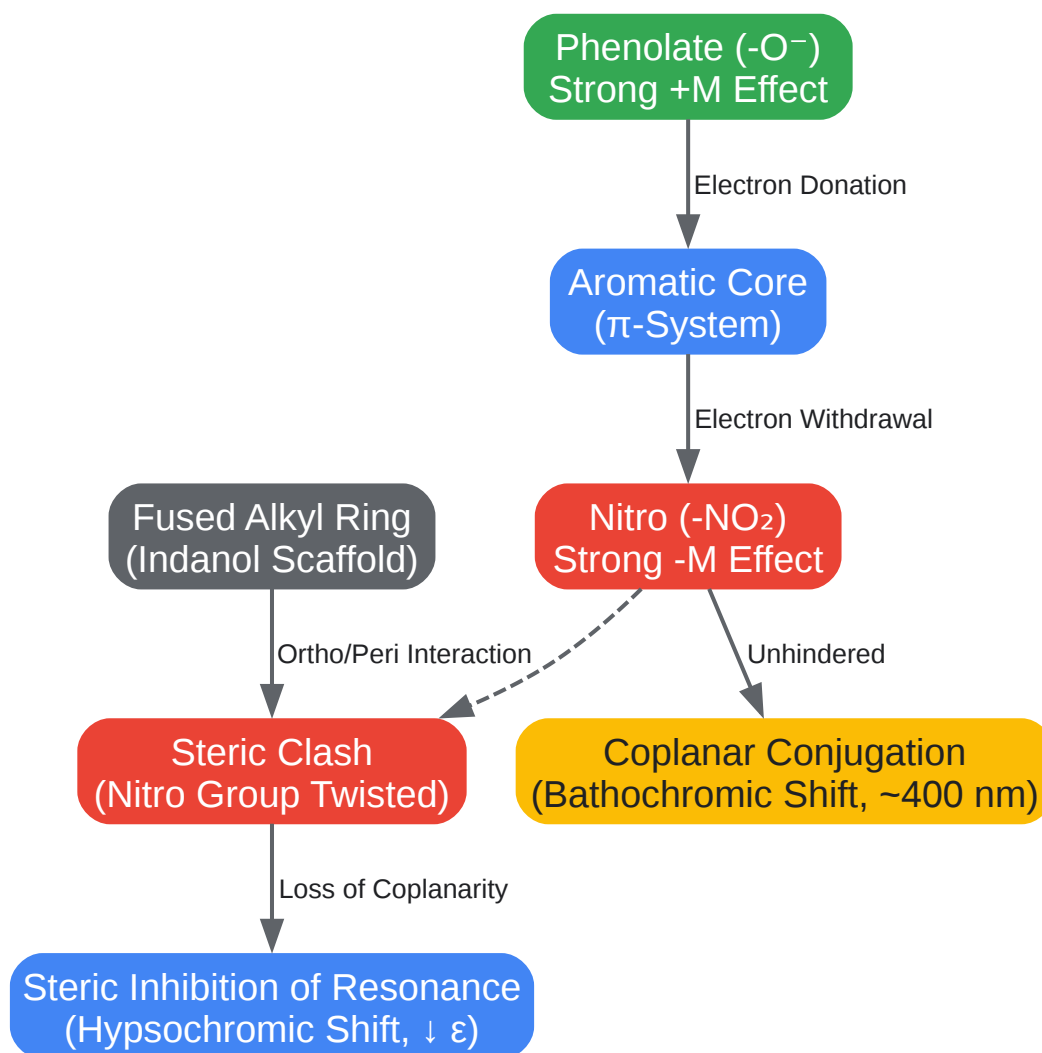 Phenolate (-O⁻)
Strong +M Effect
Electron Donation
Aromatic Core
(π-System)
Electron Withdrawal
Fused Alkyl Ring
(Indanol Scaffold)
Nitro (-NO₂)
Strong -M Effect
Ortho/Peri Interaction
Unhindered
Steric Clash
(Nitro Group Twisted)
Coplanar Conjugation
(Bathochromic Shift, ~400 nm)
Loss of Coplanarity
Steric Inhibition of Resonance
(Hypsochromic Shift, ↓ ε)